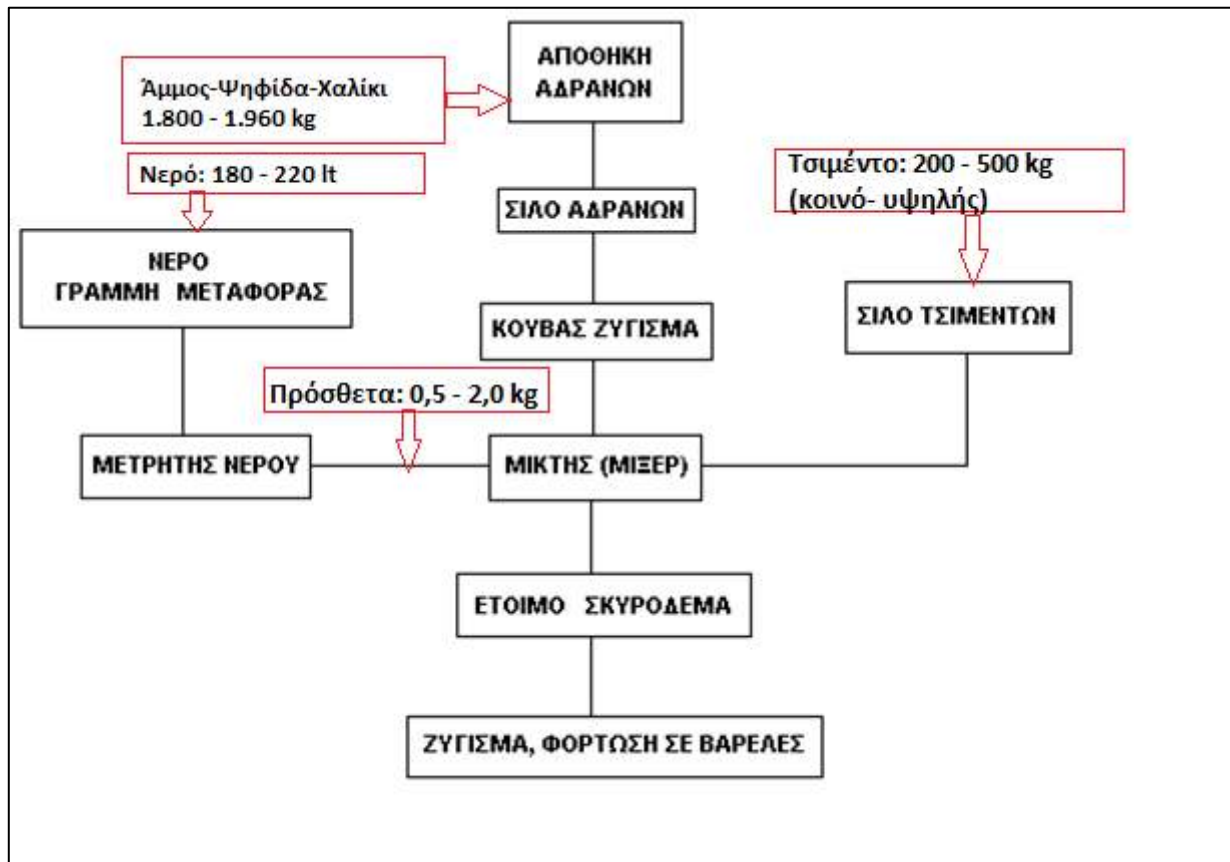 ΑΠΟΘΗΚΗ
ΑΔΡΑΝΩΝ
Άμμος-Ψηφίδα-Χαλίκι
1.800 - 1.960 kg
Νερό: 180 - 220 lt
Τσιμέντο: 200 - 500 kg
(κοινό- υψηλής)
ΣΙΛΟ ΑΔΡΑΝΩΝ
ΝΕΡΟ
ΓΡΑΜΜΗ ΜΕΤΑΦΟΡΑΣ
ΚΟΥΒΑΣ ΖΥΓΙΣΜΑ
ΣΙΛΟ ΤΣΙΜΕΝΤΩΝ
Πρόσθετα: 0,5 - 2,0 kg
ΜΕΤΡΗΤΗΣ ΝΕΡΟΥ
ΜΙΚΤΗΣ (ΜΙΞΕΡ)
ΕΤΟΙΜΟ ΣΚΥΡΟΔΕΜΑ
ΖΥΓΙΣΜΑ, ΦΟΡΤΩΣΗ ΣΕ ΒΑΡΕΛΕΣ